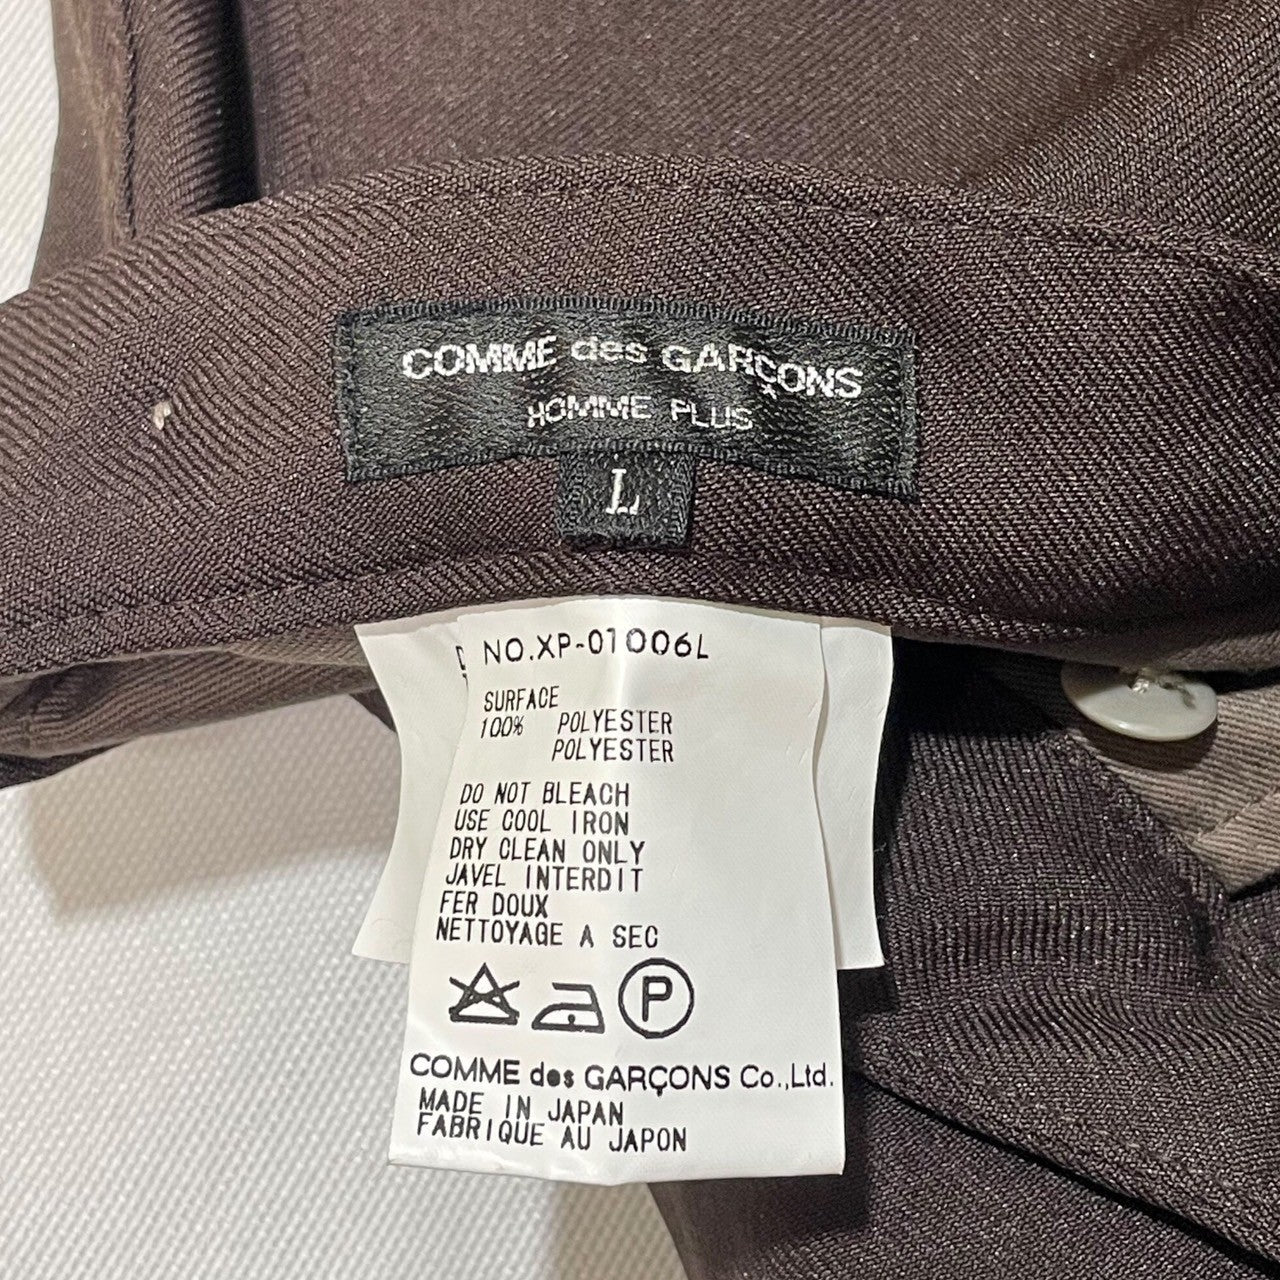 COMME des GARÇONS
HOMME PLUS
L
NO.XP-01006L
SURFACE
100% POLYESTER
POLYESTER
DO NOT BLEACH
USE COOL IRON
DRY CLEAN ONLY
JAVEL INTERDIT
FER DOUX
NETTOYAGE A SEC
P
COMME des GARÇONS Co.,Ltd.
MADE IN JAPAN
FABRIQUE AU JAPON